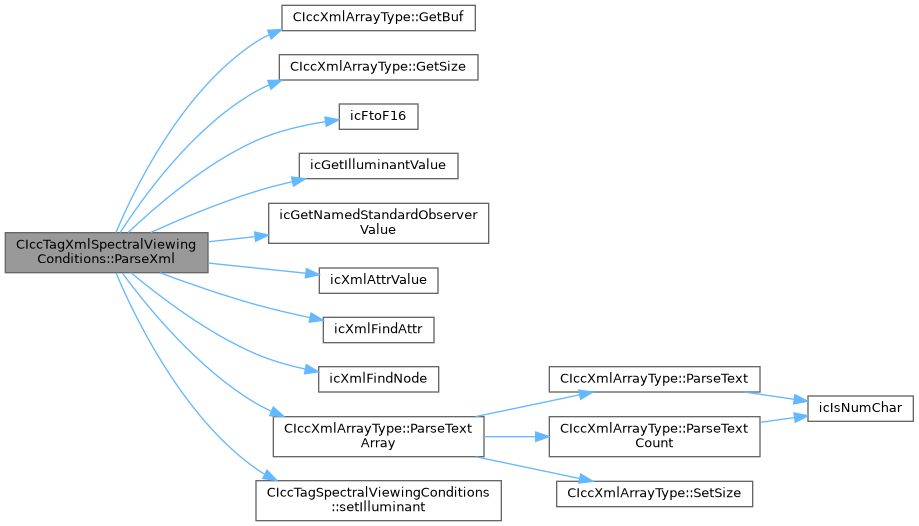 CIccXmlArrayType::GetBuf
CIccXmlArrayType::GetSize
icFtoF16
icGetIlluminantValue
icGetNamedStandardObserver
Value
CIccTagXmlSpectralViewing
Conditions::ParseXml
icXmlAttrValue
icXmlFindAttr
icXmlFindNode
CIccXmlArrayType::ParseText
Array
CIccTagSpectralViewingConditions
::setIlluminant
CIccXmlArrayType::ParseText
CIccXmlArrayType::ParseText
Count
CIccXmlArrayType::SetSize
icIsNumChar